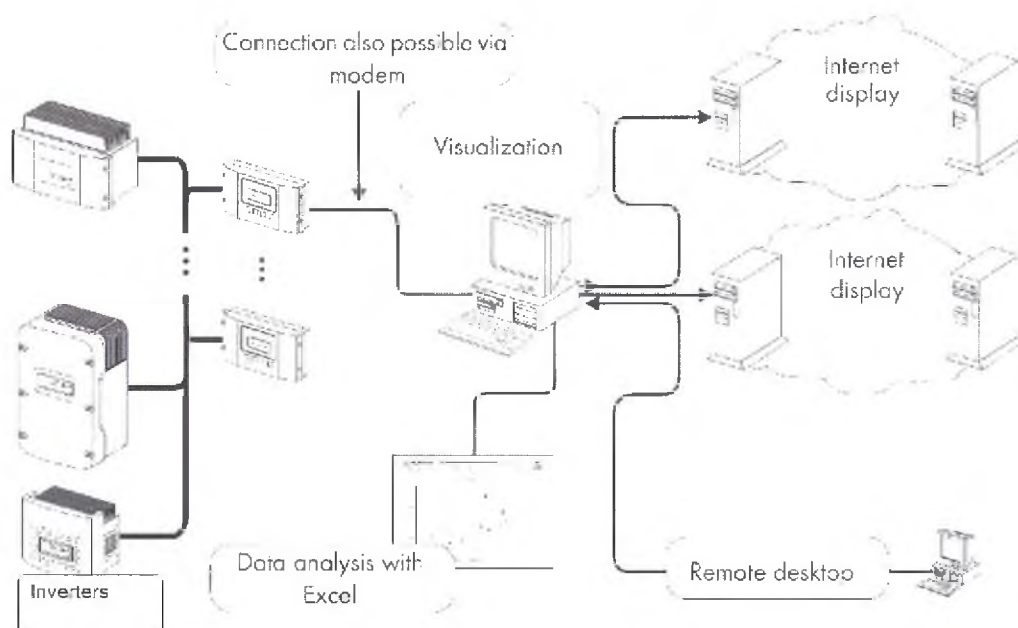 Connection also possible via
modem
Visualization
Internet
display
Internet
display
Data analysis with
Excel
Remote desktop
Inverters